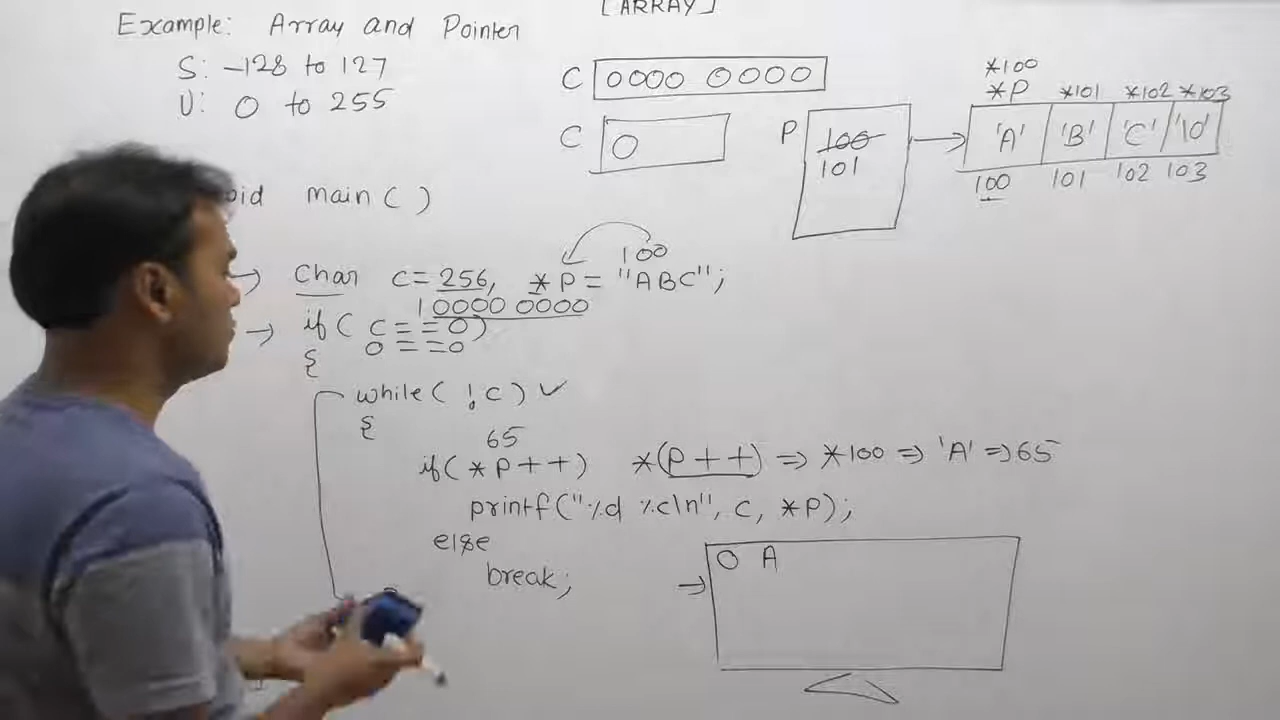 [ARRAY]
Example: Array and Pointer
S: -128 to 127
U: 0 to 255
C 0000 0000
C 0
P 100 101
*100
*P *101 *102 *103
'A' 'B' 'C' '\0'
100 101 102 103
void main( )
100
→ Char C=256, *P = "ABC";
1 0000 0000
→ if( C==0)
0 ==0
{
while( !C) ✓
{
65
if(*P++) *(P++) ⇒ *100 ⇒ 'A' ⇒ 65
printf("%d %c\n", C, *P);
else
break;
→ 0 A